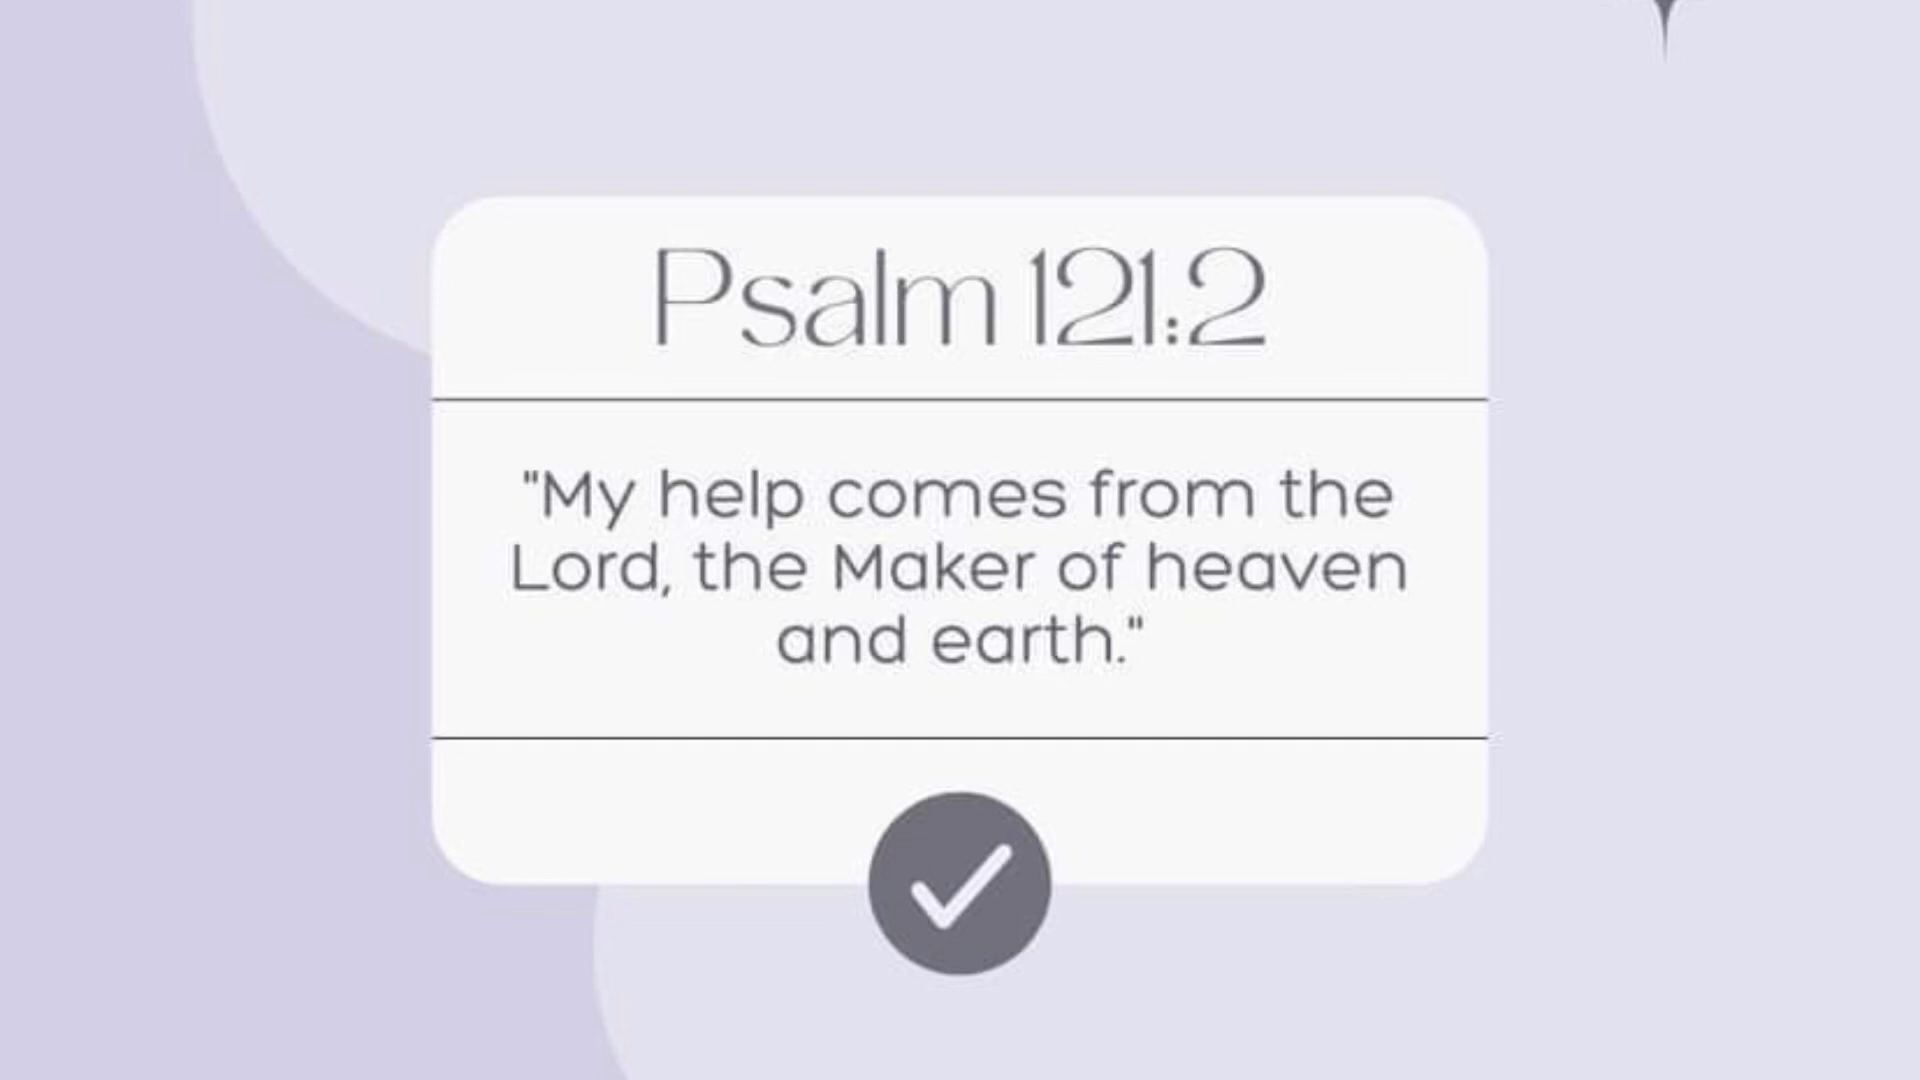 Psalm 121:2
"My help comes from the
Lord, the Maker of heaven
and earth."